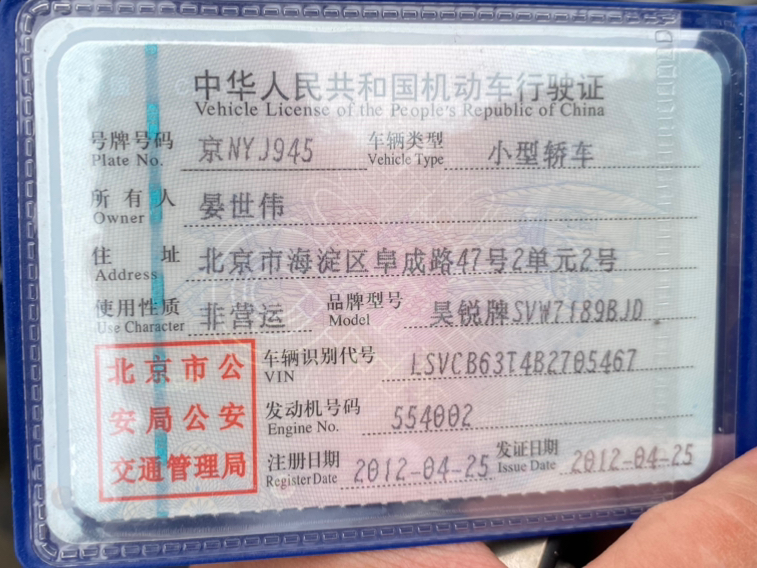 中华人民共和国机动车行驶证
Vehicle License of the People's Republic of China
号牌号码 京NYJ945 车辆类型 小型轿车
Plate No. Vehicle Type
所有人 晏世伟
Owner
住址 北京市海淀区阜成路47号2单元2号
Address
使用性质 非营运 品牌型号 昊锐牌SVW7189BJD
Use Character Model
北京市公
安局公安
交通管理局
车辆识别代号 LSVCB63T4B2705467
VIN
发动机号码 554002
Engine No.
注册日期 2012-04-25 发证日期 2012-04-25
Register Date Issue Date